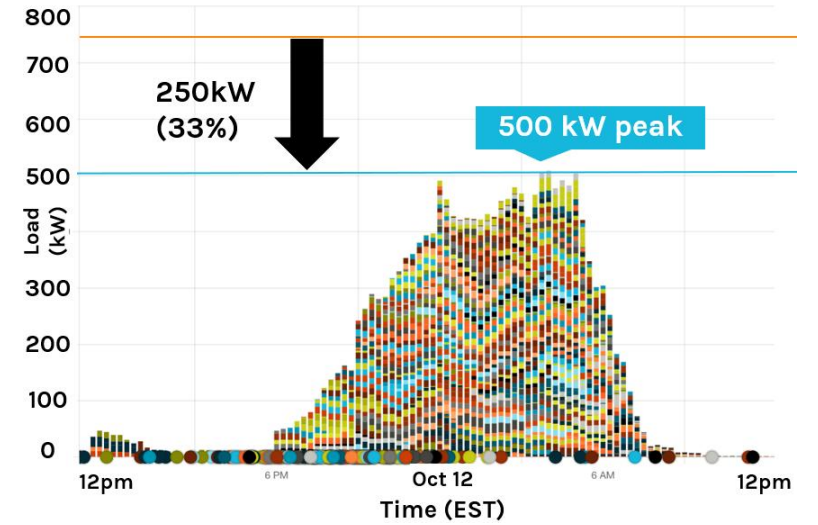 800
700
600
500
300
200
100
0
Load
(kW)
250kW
(33%)
500 kW peak
12pm
6 PM
Oct 12
6 AM
12pm
Time (EST)